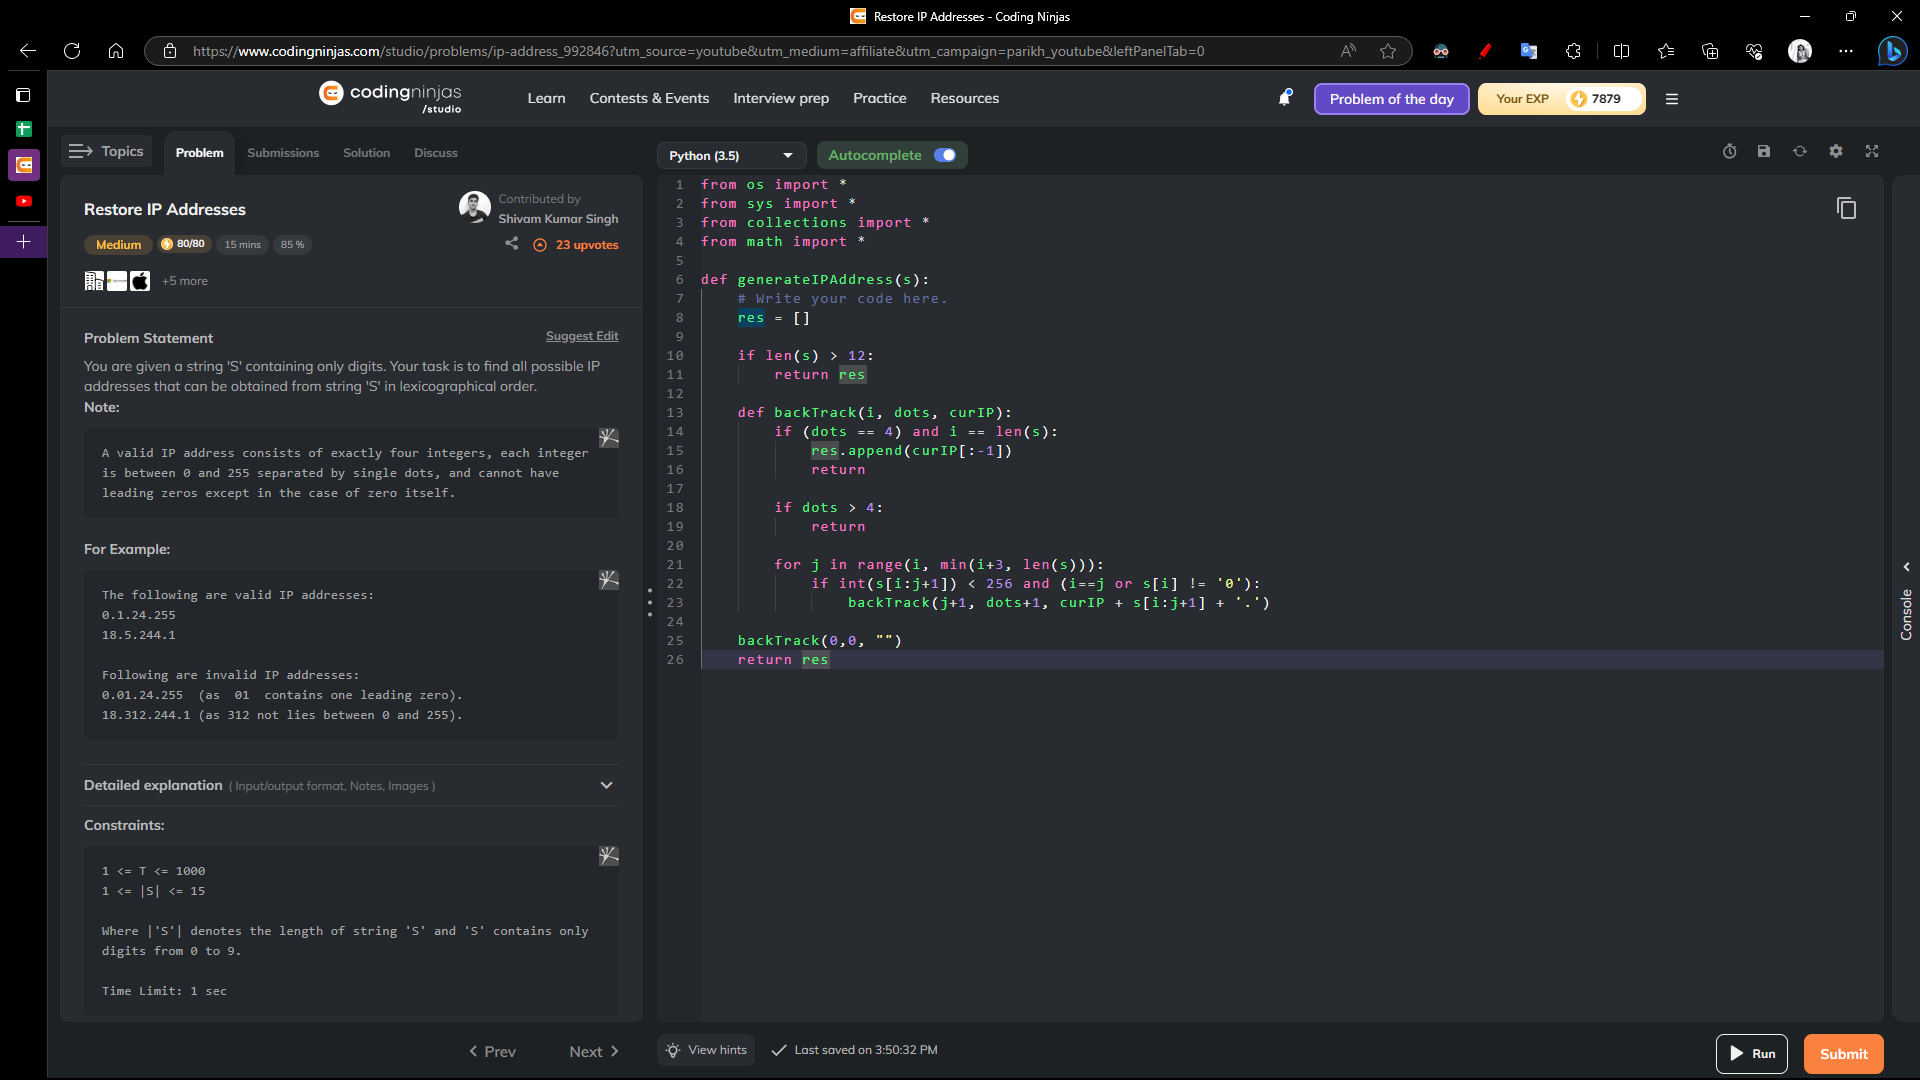 Restore IP Addresses - Coding Ninjas
https://www.codingninjas.com/studio/problems/ip-address_992846?utm_source=youtube&utm_medium=affiliate&utm_campaign=parikh_youtube&leftPanelTab=0
codingninjas
/studio
Learn
Contests & Events
Interview prep
Practice
Resources
Problem of the day
Your EXP
7879
Topics
Problem
Submissions
Solution
Discuss
Restore IP Addresses
Contributed by
Shivam Kumar Singh
Medium
80/80
15 mins
85 %
23 upvotes
+5 more
Problem Statement
Suggest Edit
You are given a string 'S' containing only digits. Your task is to find all possible IP
addresses that can be obtained from string 'S' in lexicographical order.
Note:
A valid IP address consists of exactly four integers, each integer
is between 0 and 255 separated by single dots, and cannot have
leading zeros except in the case of zero itself.
For Example:
The following are valid IP addresses:
0.1.24.255
18.5.244.1
Following are invalid IP addresses:
0.01.24.255  (as  01  contains one leading zero).
18.312.244.1 (as 312 not lies between 0 and 255).
Detailed explanation ( Input/output format, Notes, Images )
Constraints:
1 <= T <= 1000
1 <= |S| <= 15
Where |'S'| denotes the length of string 'S' and 'S' contains only
digits from 0 to 9.
Time Limit: 1 sec
Prev
Next
Python (3.5)
Autocomplete
1 from os import *
2 from sys import *
3 from collections import *
4 from math import *
5
6 def generateIPAddress(s):
7     # Write your code here.
8     res = []
9
10     if len(s) > 12:
11         return res
12
13     def backTrack(i, dots, curIP):
14         if (dots == 4) and i == len(s):
15             res.append(curIP[:-1])
16             return
17
18         if dots > 4:
19             return
20
21         for j in range(i, min(i+3, len(s))):
22             if int(s[i:j+1]) < 256 and (i==j or s[i] != '0'):
23                 backTrack(j+1, dots+1, curIP + s[i:j+1] + '.')
24
25     backTrack(0,0, "")
26     return res
Console
View hints
Last saved on 3:50:32 PM
Run
Submit